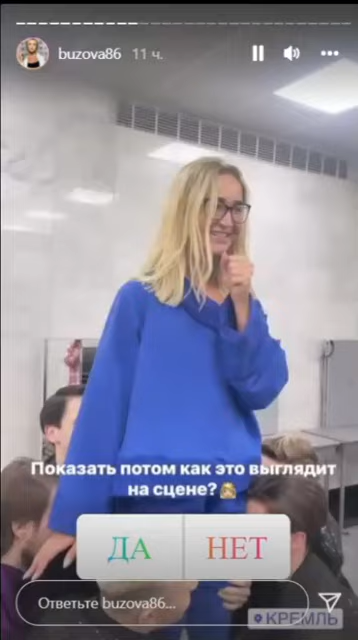 buzova86 11 ч.
Показать потом как это выглядит
на сцене?
ДА НЕТ
Ответьте buzova86...
КРЕМЛЬ